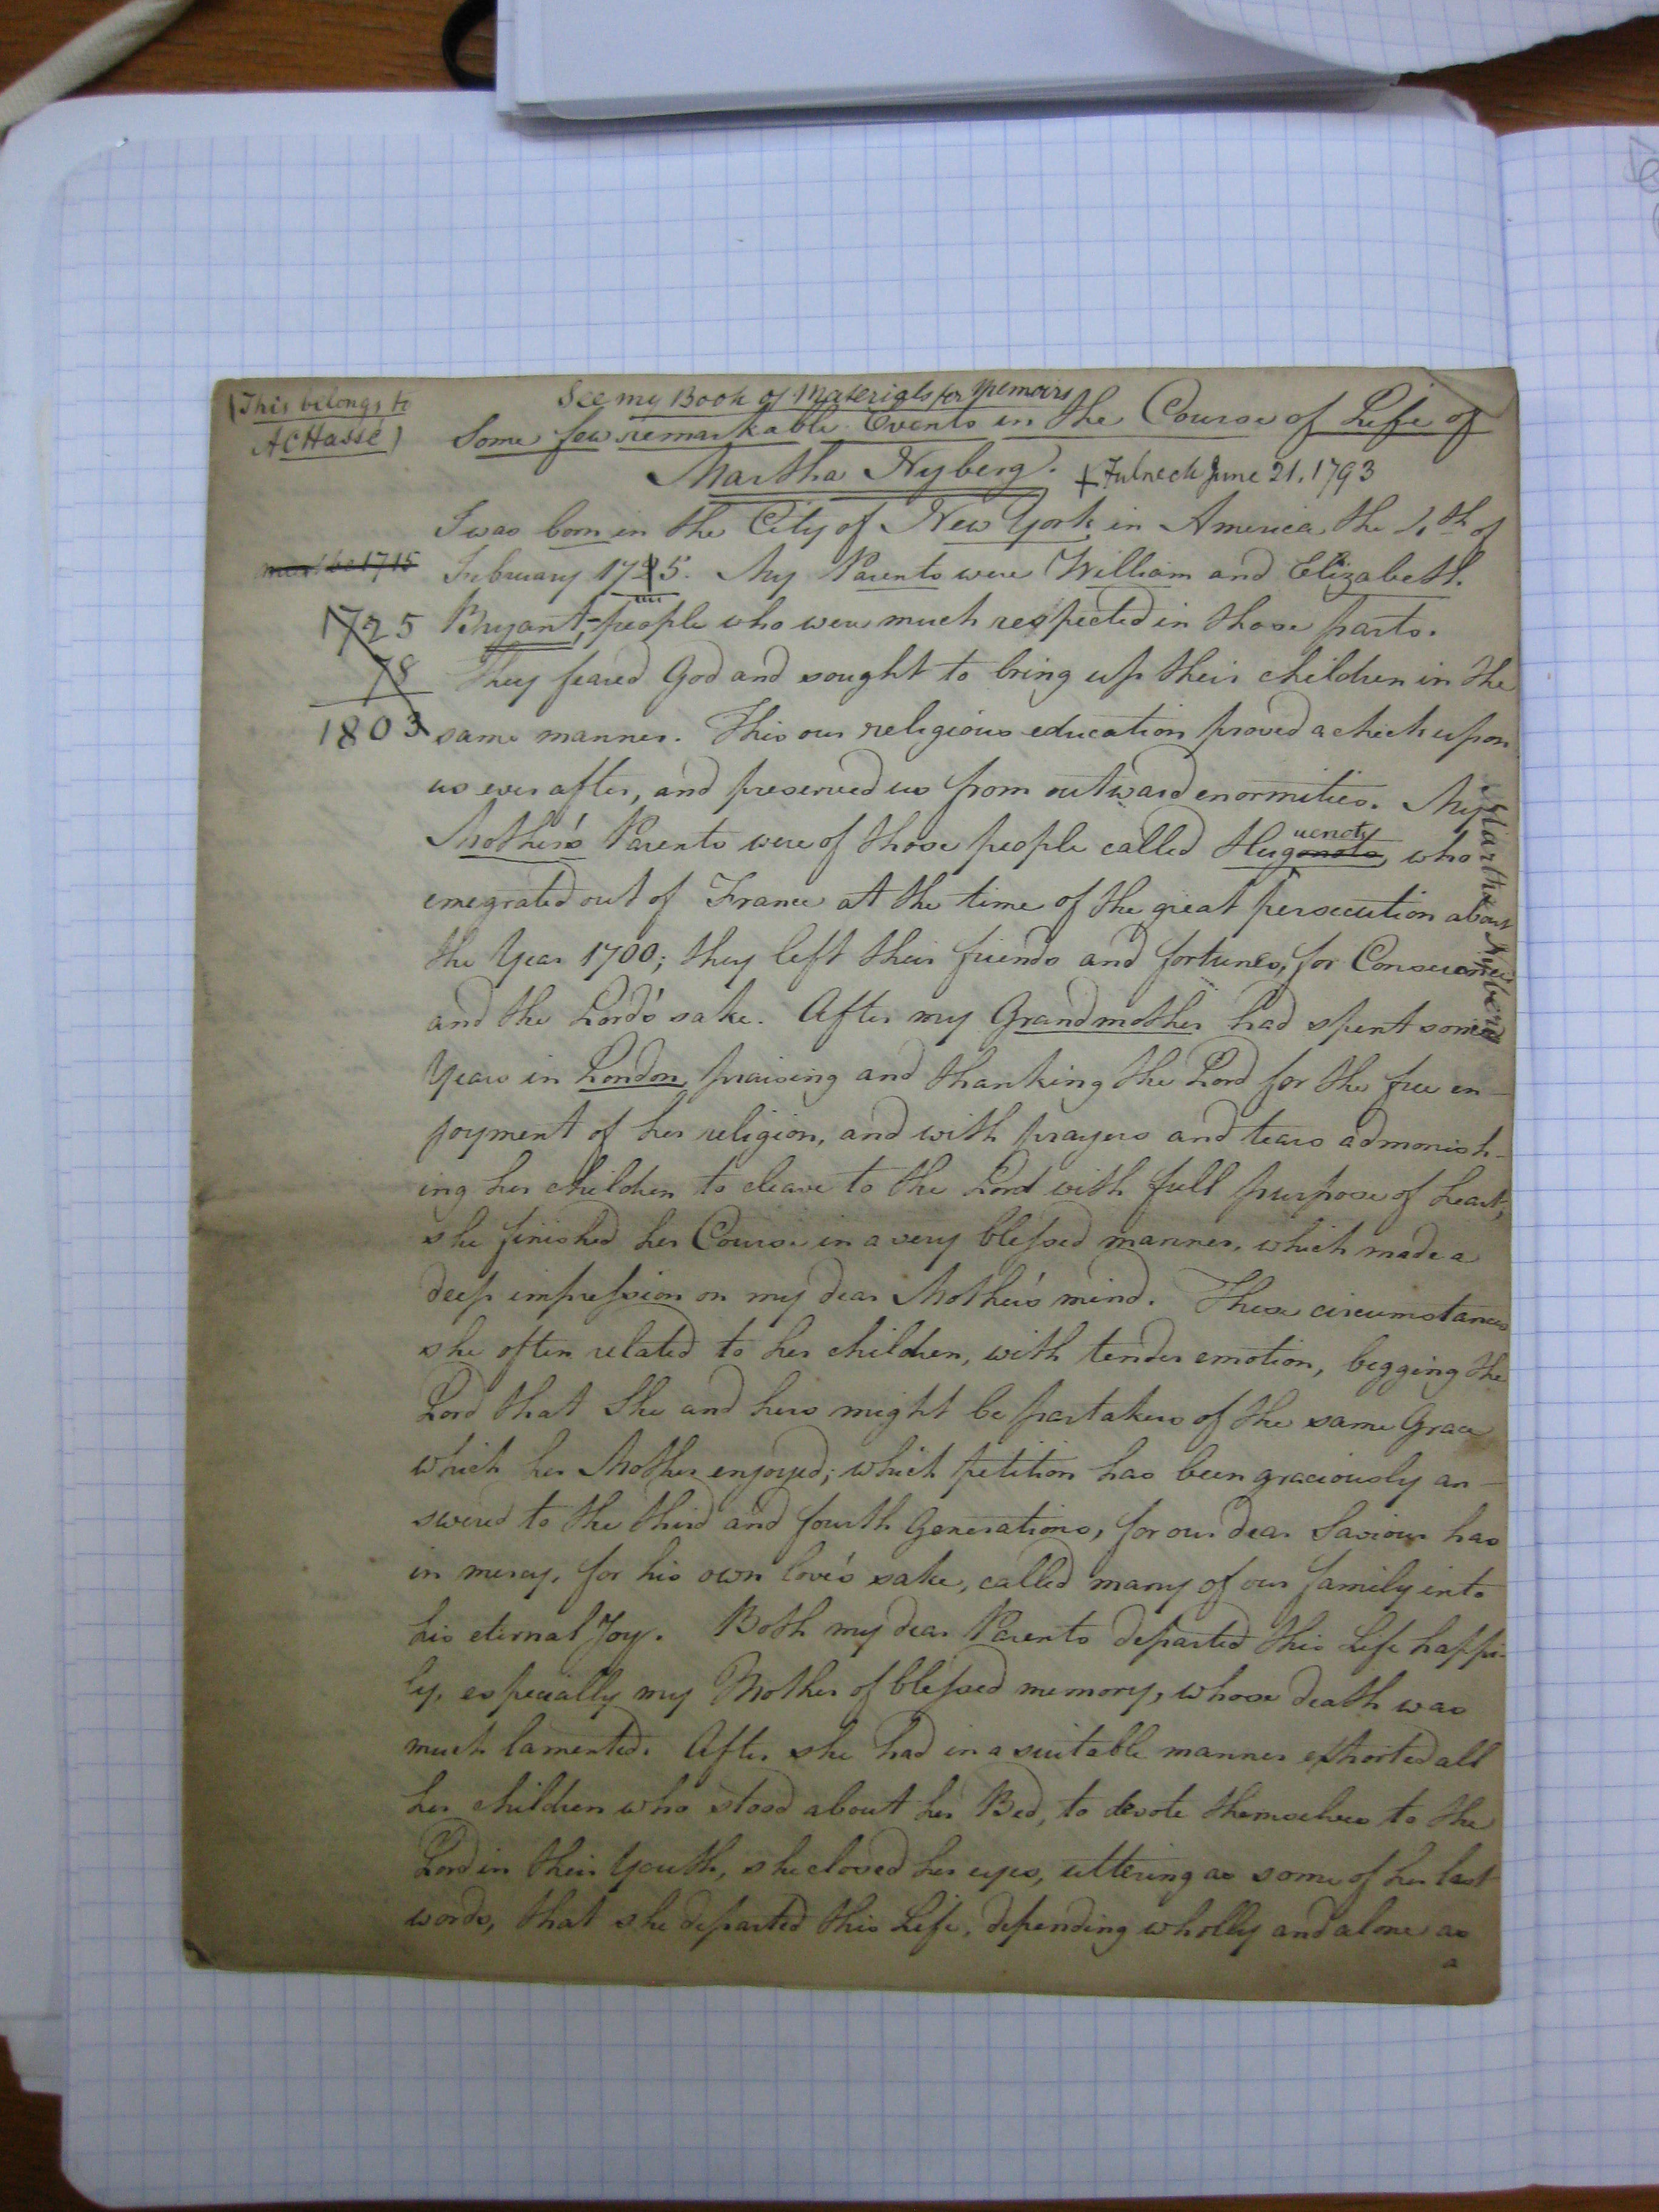 (This belongs to
AC Hassé)
See my Book of Materials for Memoirs
Some few remarkable Events in the Course of Life of
Martha Nyberg. + Fulneck June 21. 1793
I was born in the City of New York in America the 4th of
must be 1715
February 1715. My Parents were William and Elizabeth
1725
78
1803
Bryant, people who were much respected in those parts.
They feared God and sought to bring up their children in the
same manner. This our religious education proved a check upon
us ever after, and preserved us from outward enormities. My
Mother's Parents were of those people called Hugonots uenots, who
emegrated out of France at the time of the great persecution about
the Year 1700; they left their friends and fortunes, for Conscience
and the Lord's sake. After my Grandmother had spent some
Years in London, praising and thanking the Lord for the free en-
joyment of her religion, and with prayers and tears admonish-
ing her children to cleave to the Lord with full purpose of heart,
she finished her Course in a very blessed manner, which made a
deep impression on my dear Mother's mind. These circumstances
she often related to her children, with tender emotion, begging the
Lord that She and hers might be partakers of the same Grace
which her Mother enjoyed; which petition has been graciously an-
swered to the third and fourth Generations, for our dear Saviour has
in mercy, for his own love's sake, called many of our family into
his eternal Joy. Both my dear Parents departed this Life happi-
ly, especially my Mother of blessed memory, whose death was
much lamented. After she had in a suitable manner exhorted all
her children who stood about her Bed, to devote themselves to the
Lord in their Youth, she closed her eyes, uttering as some of her last
words, that she departed this Life, depending wholly and alone as
a
Martha Nyberg